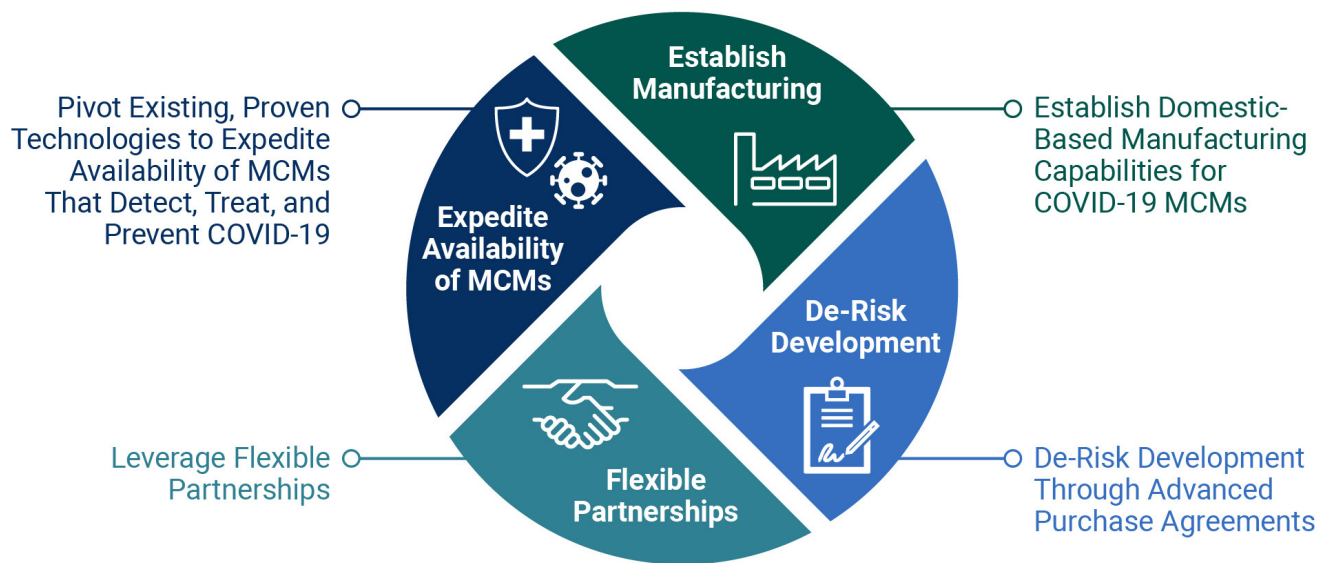 Establish
Manufacturing
Pivot Existing, Proven
Technologies to Expedite
Availability of MCMs
That Detect, Treat, and
Prevent COVID-19
Establish Domestic-
Based Manufacturing
Capabilities for
COVID-19 MCMs
Expedite
Availability
of MCMs
De-Risk
Development
Leverage Flexible
Partnerships
Flexible
Partnerships
De-Risk Development
Through Advanced
Purchase Agreements